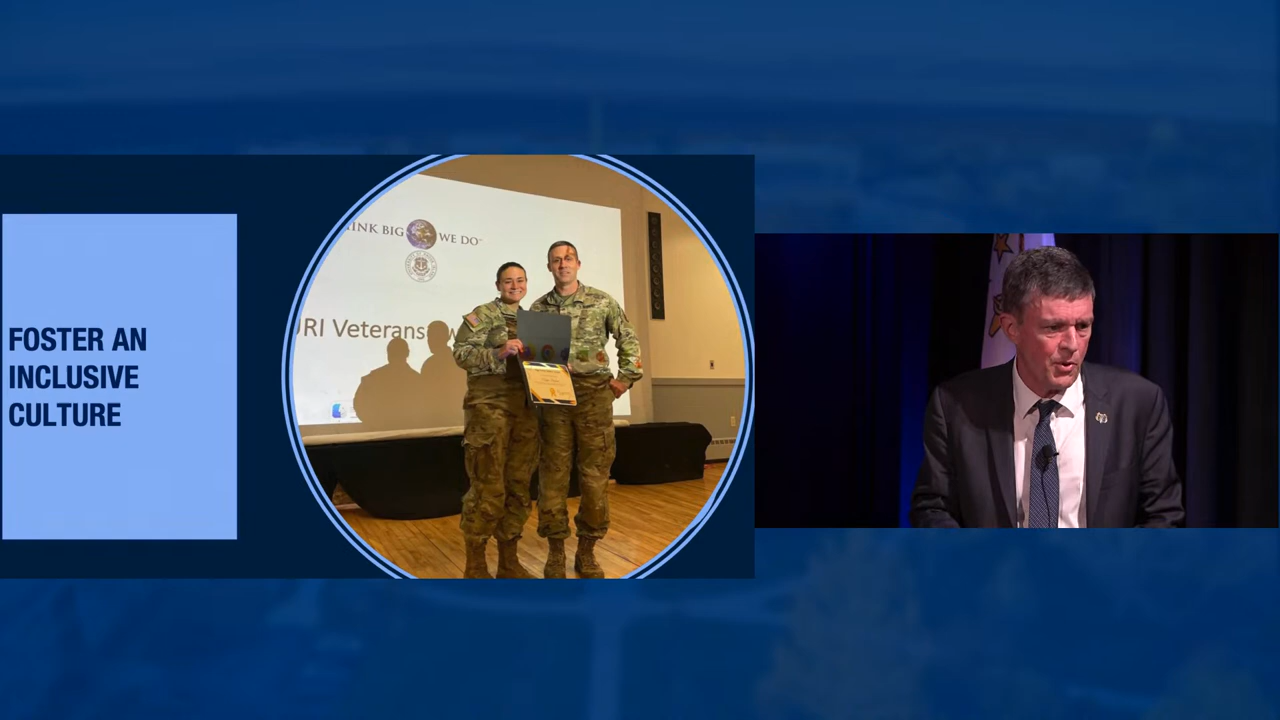 FOSTER AN
INCLUSIVE
CULTURE
INK BIG WE DO
URI Veterans